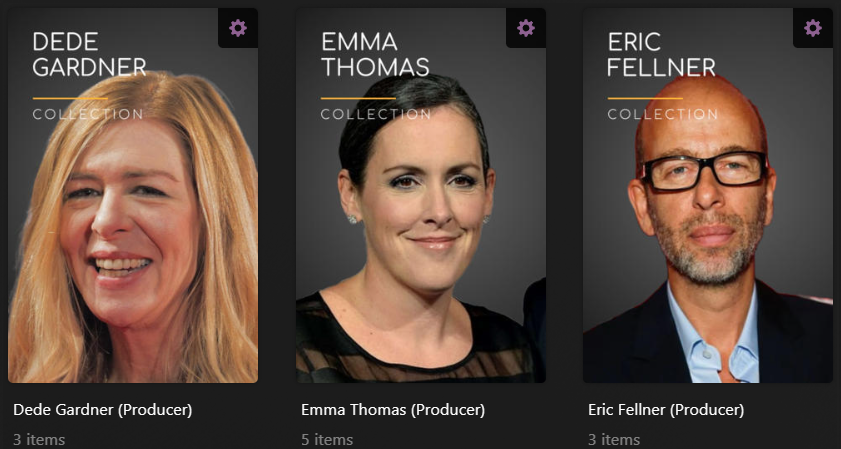 DEDE
GARDNER
COLLECTION
Dede Gardner (Producer)
3 items
EMMA
THOMAS
COLLECTION
Emma Thomas (Producer)
5 items
ERIC
FELLNER
COLLECTION
Eric Fellner (Producer)
3 items